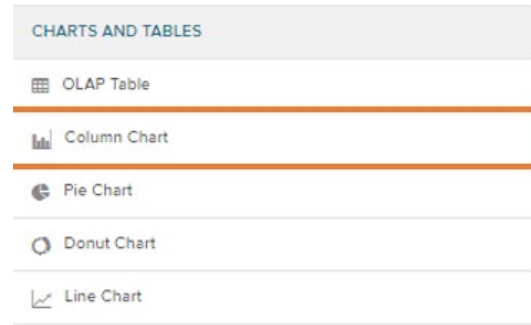 CHARTS AND TABLES
OLAP Table
Column Chart
Pie Chart
Donut Chart
Line Chart